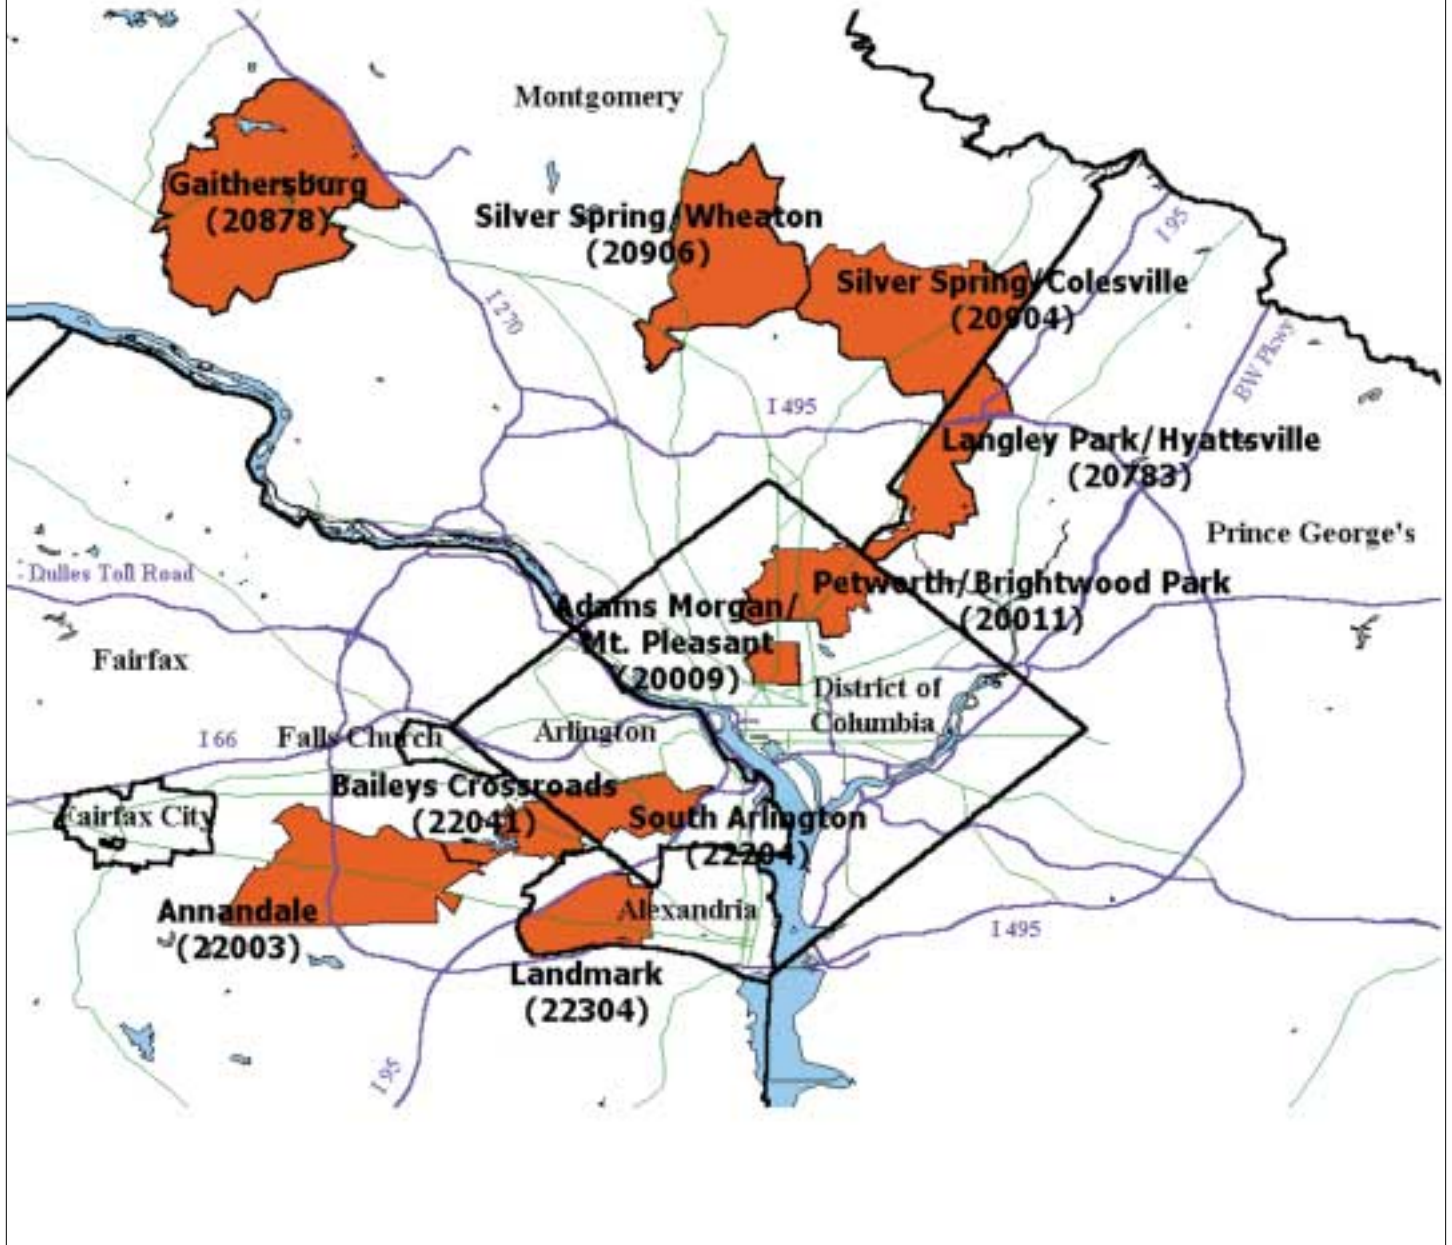 Montgomery
Gaithersburg
(20878)
Silver Spring/Wheaton
(20906)
I 95
Silver Spring/Colesville
(20904)
I 270
BW Pkwy
I 495
Langley Park/Hyattsville
(20783)
Prince George's
Dulles Toll Road
Petworth/Brightwood Park
(20011)
Adams Morgan/
Mt. Pleasant
(20009)
Fairfax
District of
Columbia
I 66
Falls Church
Arlington
Baileys Crossroads
(22041)
Fairfax City
South Arlington
(22204)
Annandale
(22003)
Alexandria
I 495
Landmark
(22304)
I 95